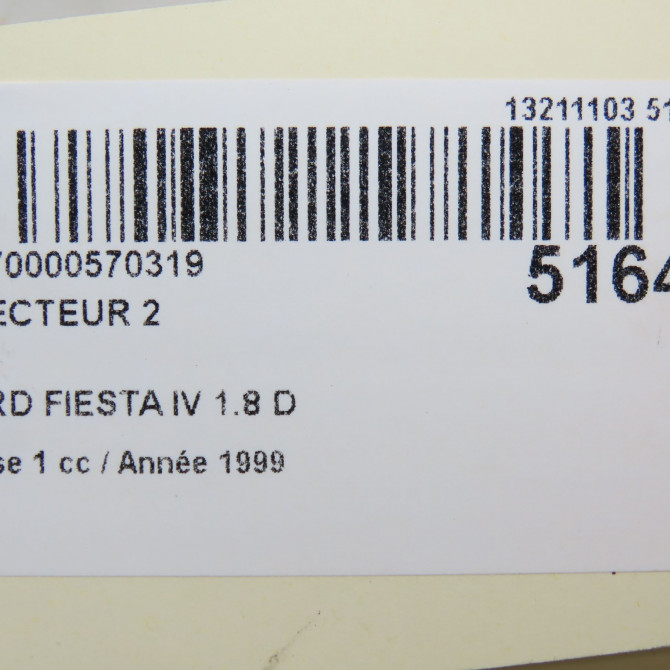 13211103 51
70000570319
5164
ECTEUR 2
RD FIESTA IV 1.8 D
se 1 cc / Année 1999